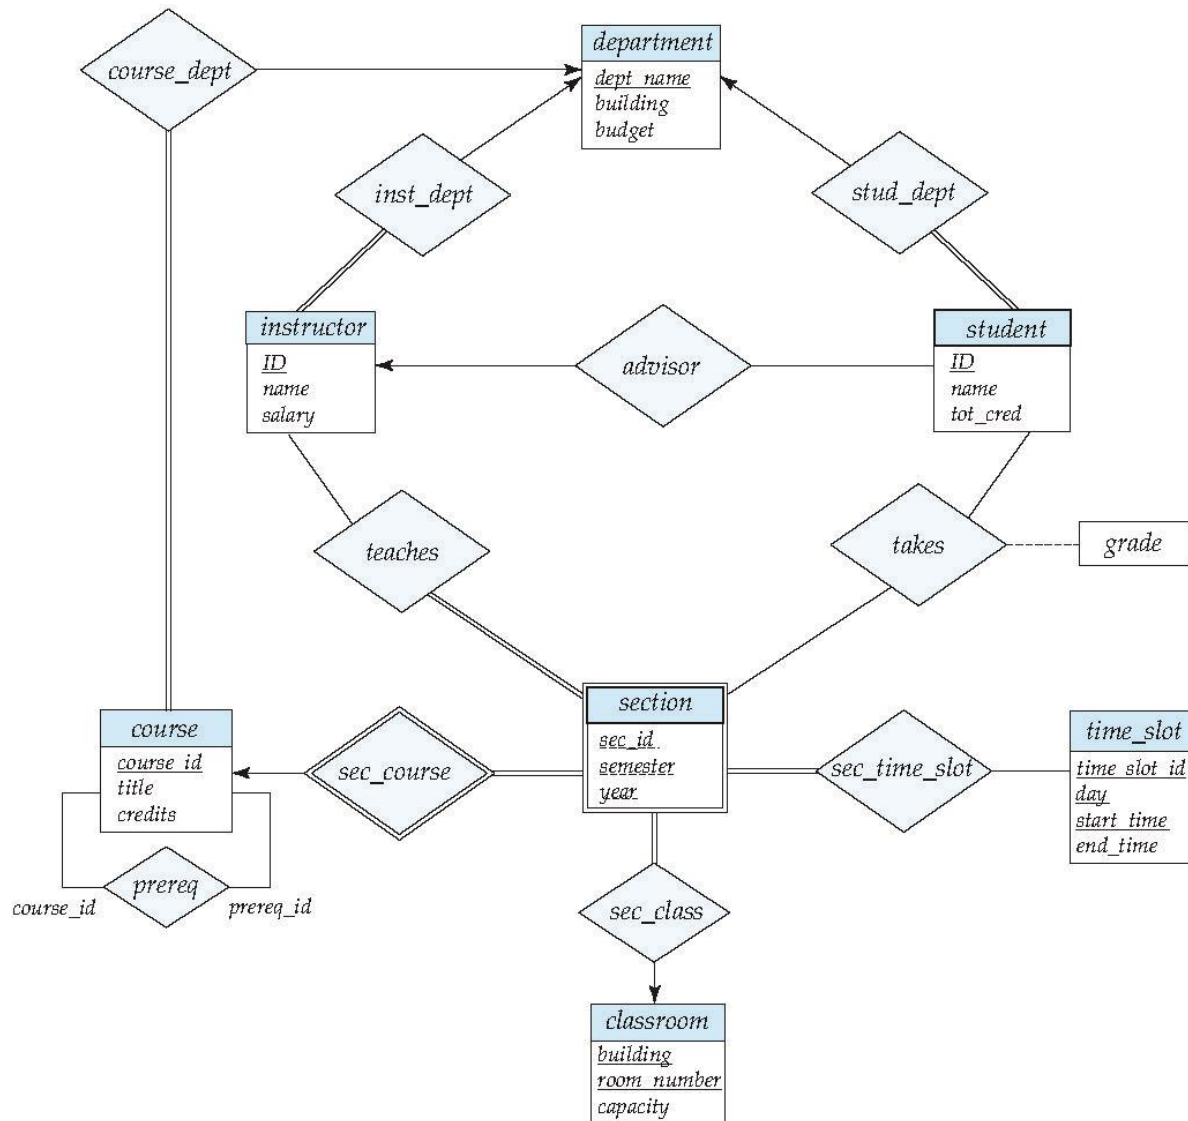 department
dept_name
building
budget
course_dept
inst_dept
stud_dept
instructor
ID
name
salary
advisor
student
ID
name
tot_cred
teaches
takes
grade
section
sec_id
semester
year
course
course_id
title
credits
sec_course
sec_time_slot
time_slot
time_slot_id
day
start_time
end_time
prereq
course_id
prereq_id
sec_class
classroom
building
room_number
capacity